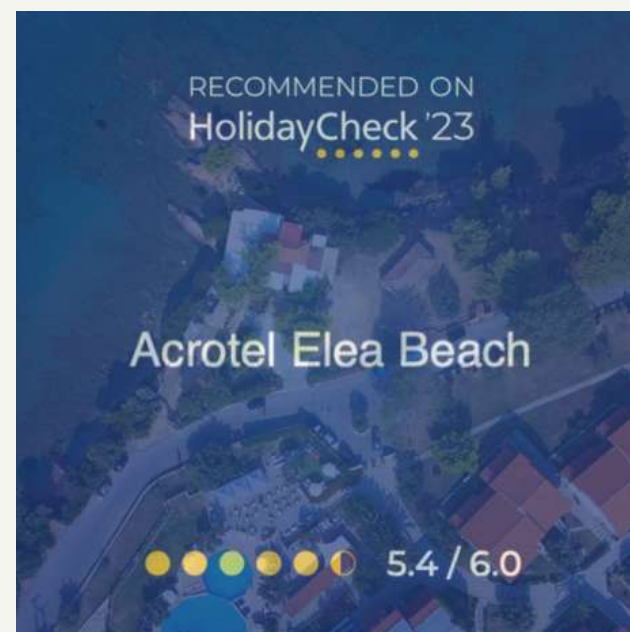 RECOMMENDED ON
HolidayCheck '23
Acrotel Elea Beach
5.4 / 6.0